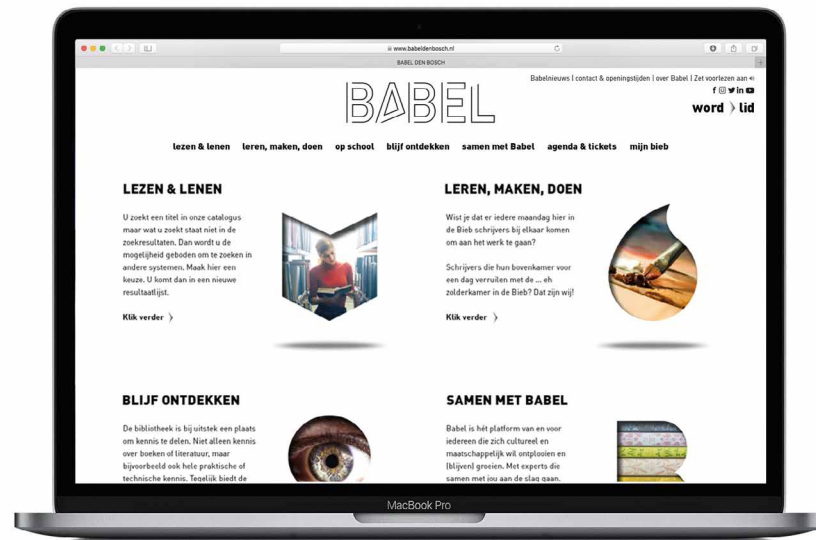 www.babeldenbosch.nl
BABEL DEN BOSCH
Babelnieuws | contact & openingstijden | over Babel | Zet voorlezen aan
BABEL
word > lid
lezen & lenen leren, maken, doen op school blijf ontdekken samen met Babel agenda & tickets mijn bieb
LEZEN & LENEN
U zoekt een titel in onze catalogus
maar wat u zoekt staat niet in de
zoekresultaten. Dan wordt u de
mogelijkheid geboden om te zoeken in
andere systemen. Maak hier een
keuze. U komt dan in een nieuwe
resultaatlijst.
Klik verder >
LEREN, MAKEN, DOEN
Wist je dat er iedere maandag hier in
de Bieb schrijvers bij elkaar komen
om aan het werk te gaan?
Schrijvers die hun bovenkamer voor
een dag verruilen met de ... eh
zolderkamer in de Bieb? Dat zijn wij!
Klik verder >
BLIJF ONTDEKKEN
De bibliotheek is bij uitstek een plaats
om kennis te delen. Niet alleen kennis
over boeken of literatuur, maar
bijvoorbeeld ook hele praktische of
technische kennis. Tegelijk biedt de
SAMEN MET BABEL
Babel is hét platform van en voor
iedereen die zich cultureel en
maatschappelijk wil ontplooien en
(blijven) groeien. Met experts die
samen met jou aan de slag gaan.
MacBook Pro